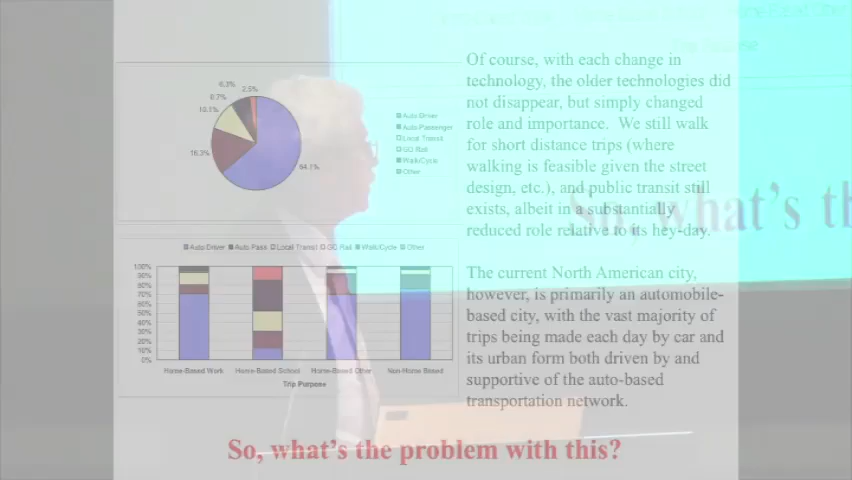 Home-Based Other
6.3%
2.5%
0.7%
10.1%
16.3%
64.1%
Auto Driver
Auto Passenger
Local Transit
GO Rail
Walk/Cycle
Other
Of course, with each change in
technology, the older technologies did
not disappear, but simply changed
role and importance. We still walk
for short distance trips (where
walking is feasible given the street
design, etc.), and public transit still
exists, albeit in a substantially
reduced role relative to its hey-day.
So, what's th
Auto Driver Auto Pass Local Transit GO Rail Walk/Cycle Other
100%
90%
80%
70%
60%
50%
40%
30%
20%
10%
0%
Home-Based Work Home-Based School Home-Based Other Non-Home Based
Trip Purpose
The current North American city,
however, is primarily an automobile-
based city, with the vast majority of
trips being made each day by car and
its urban form both driven by and
supportive of the auto-based
transportation network.
So, what's the problem with this?